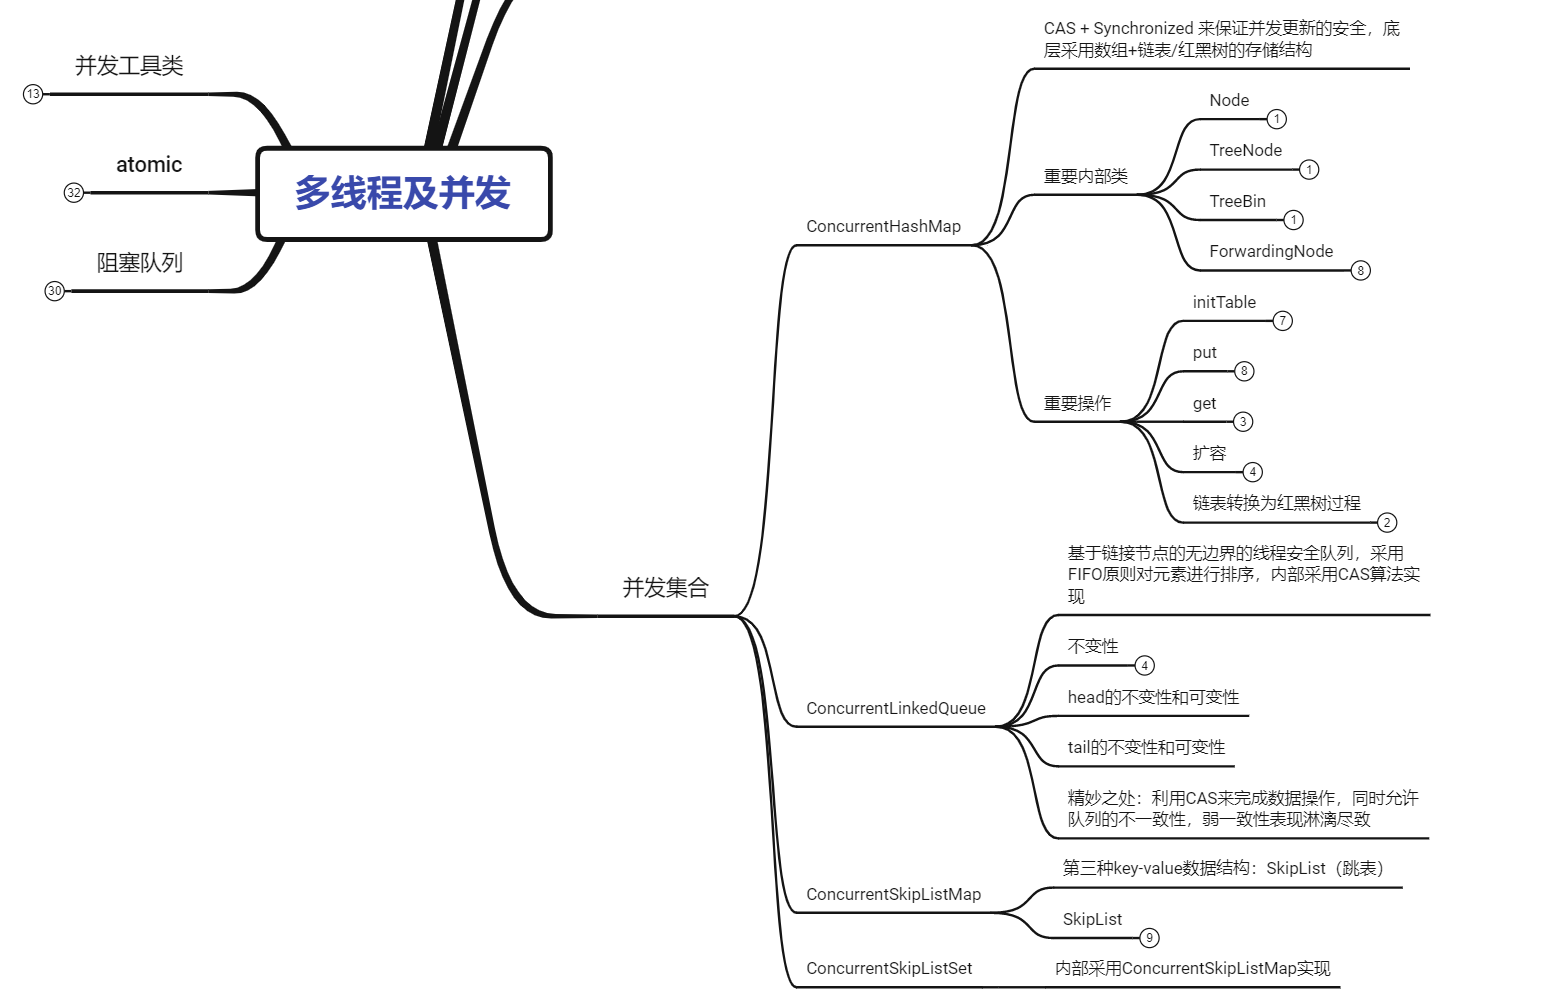 多线程及并发
并发工具类
13
atomic
32
阻塞队列
30
并发集合
ConcurrentHashMap
CAS + Synchronized 来保证并发更新的安全，底
层采用数组+链表/红黑树的存储结构
重要内部类
Node
1
TreeNode
1
TreeBin
1
ForwardingNode
8
重要操作
initTable
7
put
8
get
3
扩容
4
链表转换为红黑树过程
2
ConcurrentLinkedQueue
基于链接节点的无边界的线程安全队列，采用
FIFO原则对元素进行排序，内部采用CAS算法实
现
不变性
4
head的不变性和可变性
tail的不变性和可变性
精妙之处：利用CAS来完成数据操作，同时允许
队列的不一致性，弱一致性表现淋漓尽致
ConcurrentSkipListMap
第三种key-value数据结构：SkipList（跳表）
SkipList
9
ConcurrentSkipListSet
内部采用ConcurrentSkipListMap实现